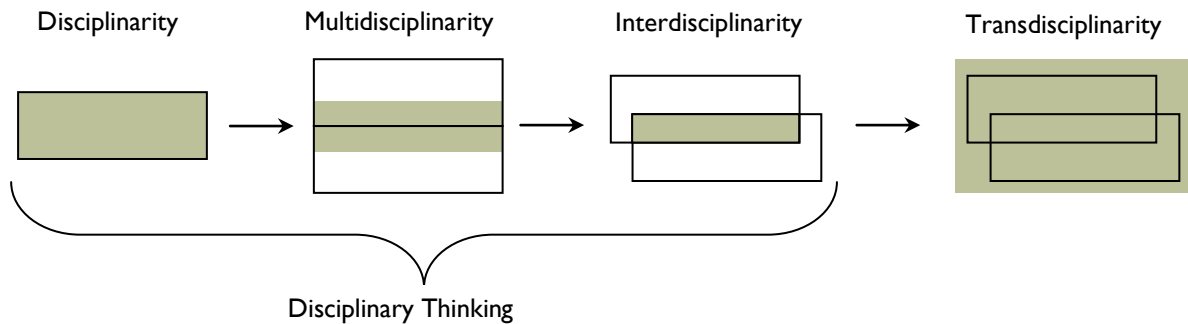 Disciplinarity
Multidisciplinarity
Interdisciplinarity
Transdisciplinarity
Disciplinary Thinking